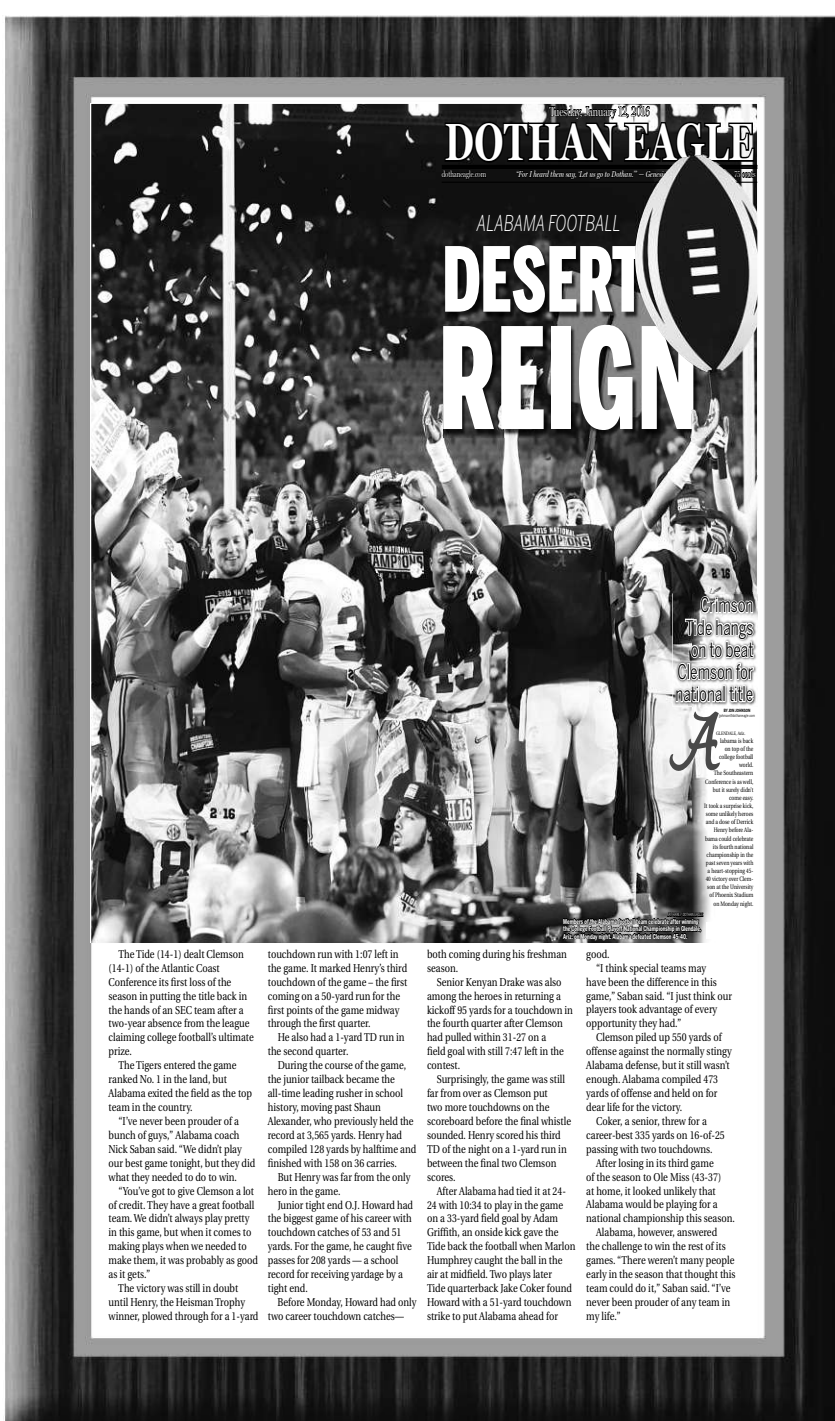 Tuesday, January 12, 2016
DOTHAN EAGLE
dothaneagle.com "For I heard them say, 'Let us go to Dothan.'" — Genesis
ALABAMA FOOTBALL
DESERT
REIGN
2015 NATIONAL
CHAMPIONS
2015 NATIONAL
CHAMPIONS
SEC
3
16
SEC
45
2 16
2 16
SEC
8
Crimson
Tide hangs
on to beat
Clemson for
national title
BY JON JOHNSON
GLENDALE, Ariz.
Alabama is back
on top of the
college football
world.
The Southeastern
Conference is as well,
but it surely didn't
come easy.
It took a surprise kick,
some unlikely heroes
and a dose of Derrick
Henry before Ala-
bama could celebrate
its fourth national
championship in the
past seven years with
a heart-stopping 45-
40 victory over Clem-
son at the University
of Phoenix Stadium
on Monday night.
Members of the Alabama football team celebrate after winning
the College Football Playoff National Championship in Glendale,
Ariz., on Monday night. Alabama defeated Clemson 45-40.
The Tide (14-1) dealt Clemson
(14-1) of the Atlantic Coast
Conference its first loss of the
season in putting the title back in
the hands of an SEC team after a
two-year absence from the league
claiming college football's ultimate
prize.
The Tigers entered the game
ranked No. 1 in the land, but
Alabama exited the field as the top
team in the country.
"I've never been prouder of a
bunch of guys," Alabama coach
Nick Saban said. "We didn't play
our best game tonight, but they did
what they needed to do to win.
"You've got to give Clemson a lot
of credit. They have a great football
team. We didn't always play pretty
in this game, but when it comes to
making plays when we needed to
make them, it was probably as good
as it gets."
The victory was still in doubt
until Henry, the Heisman Trophy
winner, plowed through for a 1-yard
touchdown run with 1:07 left in
the game. It marked Henry's third
touchdown of the game – the first
coming on a 50-yard run for the
first points of the game midway
through the first quarter.
He also had a 1-yard TD run in
the second quarter.
During the course of the game,
the junior tailback became the
all-time leading rusher in school
history, moving past Shaun
Alexander, who previously held the
record at 3,565 yards. Henry had
compiled 128 yards by halftime and
finished with 158 on 36 carries.
But Henry was far from the only
hero in the game.
Junior tight end O.J. Howard had
the biggest game of his career with
touchdown catches of 53 and 51
yards. For the game, he caught five
passes for 208 yards — a school
record for receiving yardage by a
tight end.
Before Monday, Howard had only
two career touchdown catches—
both coming during his freshman
season.
Senior Kenyan Drake was also
among the heroes in returning a
kickoff 95 yards for a touchdown in
the fourth quarter after Clemson
had pulled within 31-27 on a
field goal with still 7:47 left in the
contest.
Surprisingly, the game was still
far from over as Clemson put
two more touchdowns on the
scoreboard before the final whistle
sounded. Henry scored his third
TD of the night on a 1-yard run in
between the final two Clemson
scores.
After Alabama had tied it at 24-
24 with 10:34 to play in the game
on a 33-yard field goal by Adam
Griffith, an onside kick gave the
Tide back the football when Marlon
Humphrey caught the ball in the
air at midfield. Two plays later
Tide quarterback Jake Coker found
Howard with a 51-yard touchdown
strike to put Alabama ahead for
good.
"I think special teams may
have been the difference in this
game," Saban said. "I just think our
players took advantage of every
opportunity they had."
Clemson piled up 550 yards of
offense against the normally stingy
Alabama defense, but it still wasn't
enough. Alabama compiled 473
yards of offense and held on for
dear life for the victory.
Coker, a senior, threw for a
career-best 335 yards on 16-of-25
passing with two touchdowns.
After losing in its third game
of the season to Ole Miss (43-37)
at home, it looked unlikely that
Alabama would be playing for a
national championship this season.
Alabama, however, answered
the challenge to win the rest of its
games. "There weren't many people
early in the season that thought this
team could do it," Saban said. "I've
never been prouder of any team in
my life."